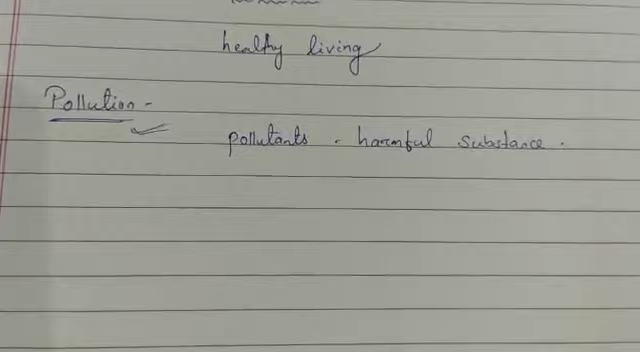 healthy living
Pollution -
pollutants - harmful substance.